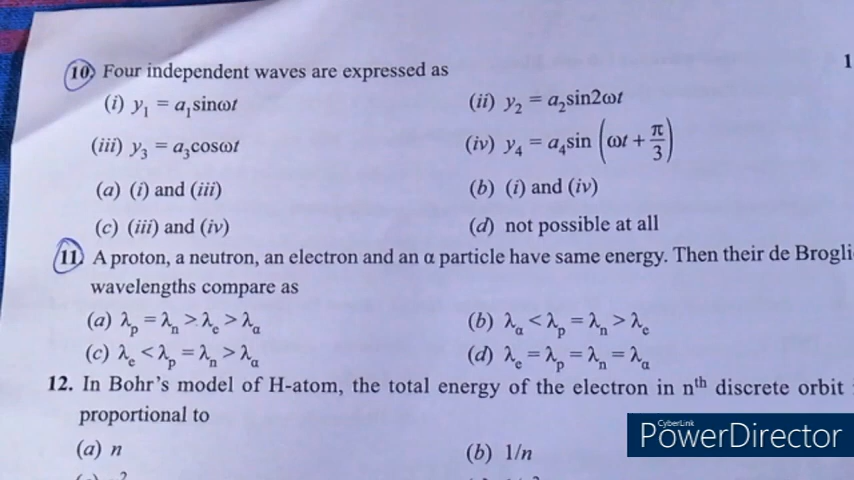 10. Four independent waves are expressed as
1
(i) y₁ = a₁sinωt (ii) y₂ = a₂sin2ωt
(iii) y₃ = a₃cosωt (iv) y₄ = a₄sin (ωt + π/3)
(a) (i) and (iii) (b) (i) and (iv)
(c) (iii) and (iv) (d) not possible at all
11. A proton, a neutron, an electron and an α particle have same energy. Then their de Brogli
wavelengths compare as
(a) λₚ = λₙ > λₑ > λα (b) λα < λₚ = λₙ > λₑ
(c) λₑ < λₚ = λₙ > λα (d) λₑ = λₚ = λₙ = λα
12. In Bohr's model of H-atom, the total energy of the electron in nᵗʰ discrete orbit
proportional to
(a) n (b) 1/n
CyberLink
PowerDirector